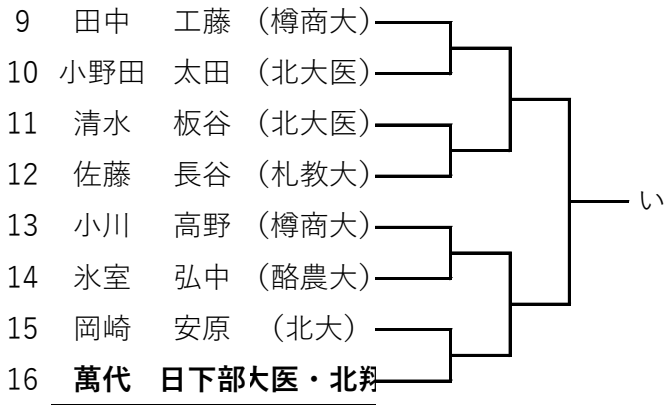 9 田中 工藤 (樽商大)
10 小野田 太田 (北大医)
11 清水 板谷 (北大医)
12 佐藤 長谷 (札教大)
い
13 小川 高野 (樽商大)
14 氷室 弘中 (酪農大)
15 岡崎 安原 (北大)
16 萬代 日下部 大医・北翔